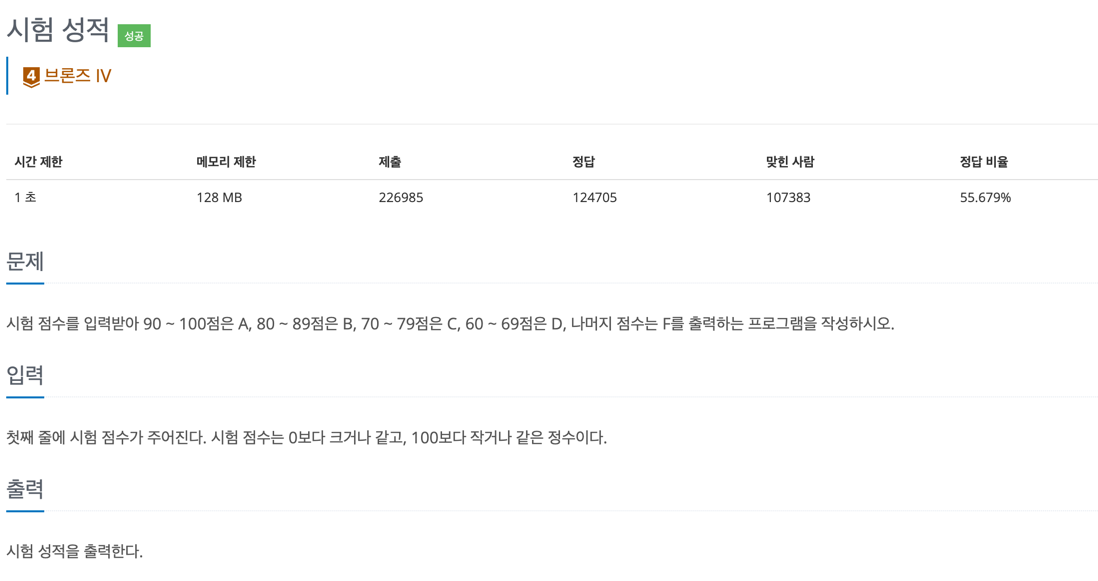 시험 성적 성공
4 브론즈 IV
시간 제한 메모리 제한 제출 정답 맞힌 사람 정답 비율
1 초 128 MB 226985 124705 107383 55.679%
문제
시험 점수를 입력받아 90 ~ 100점은 A, 80 ~ 89점은 B, 70 ~ 79점은 C, 60 ~ 69점은 D, 나머지 점수는 F를 출력하는 프로그램을 작성하시오.
입력
첫째 줄에 시험 점수가 주어진다. 시험 점수는 0보다 크거나 같고, 100보다 작거나 같은 정수이다.
출력
시험 성적을 출력한다.